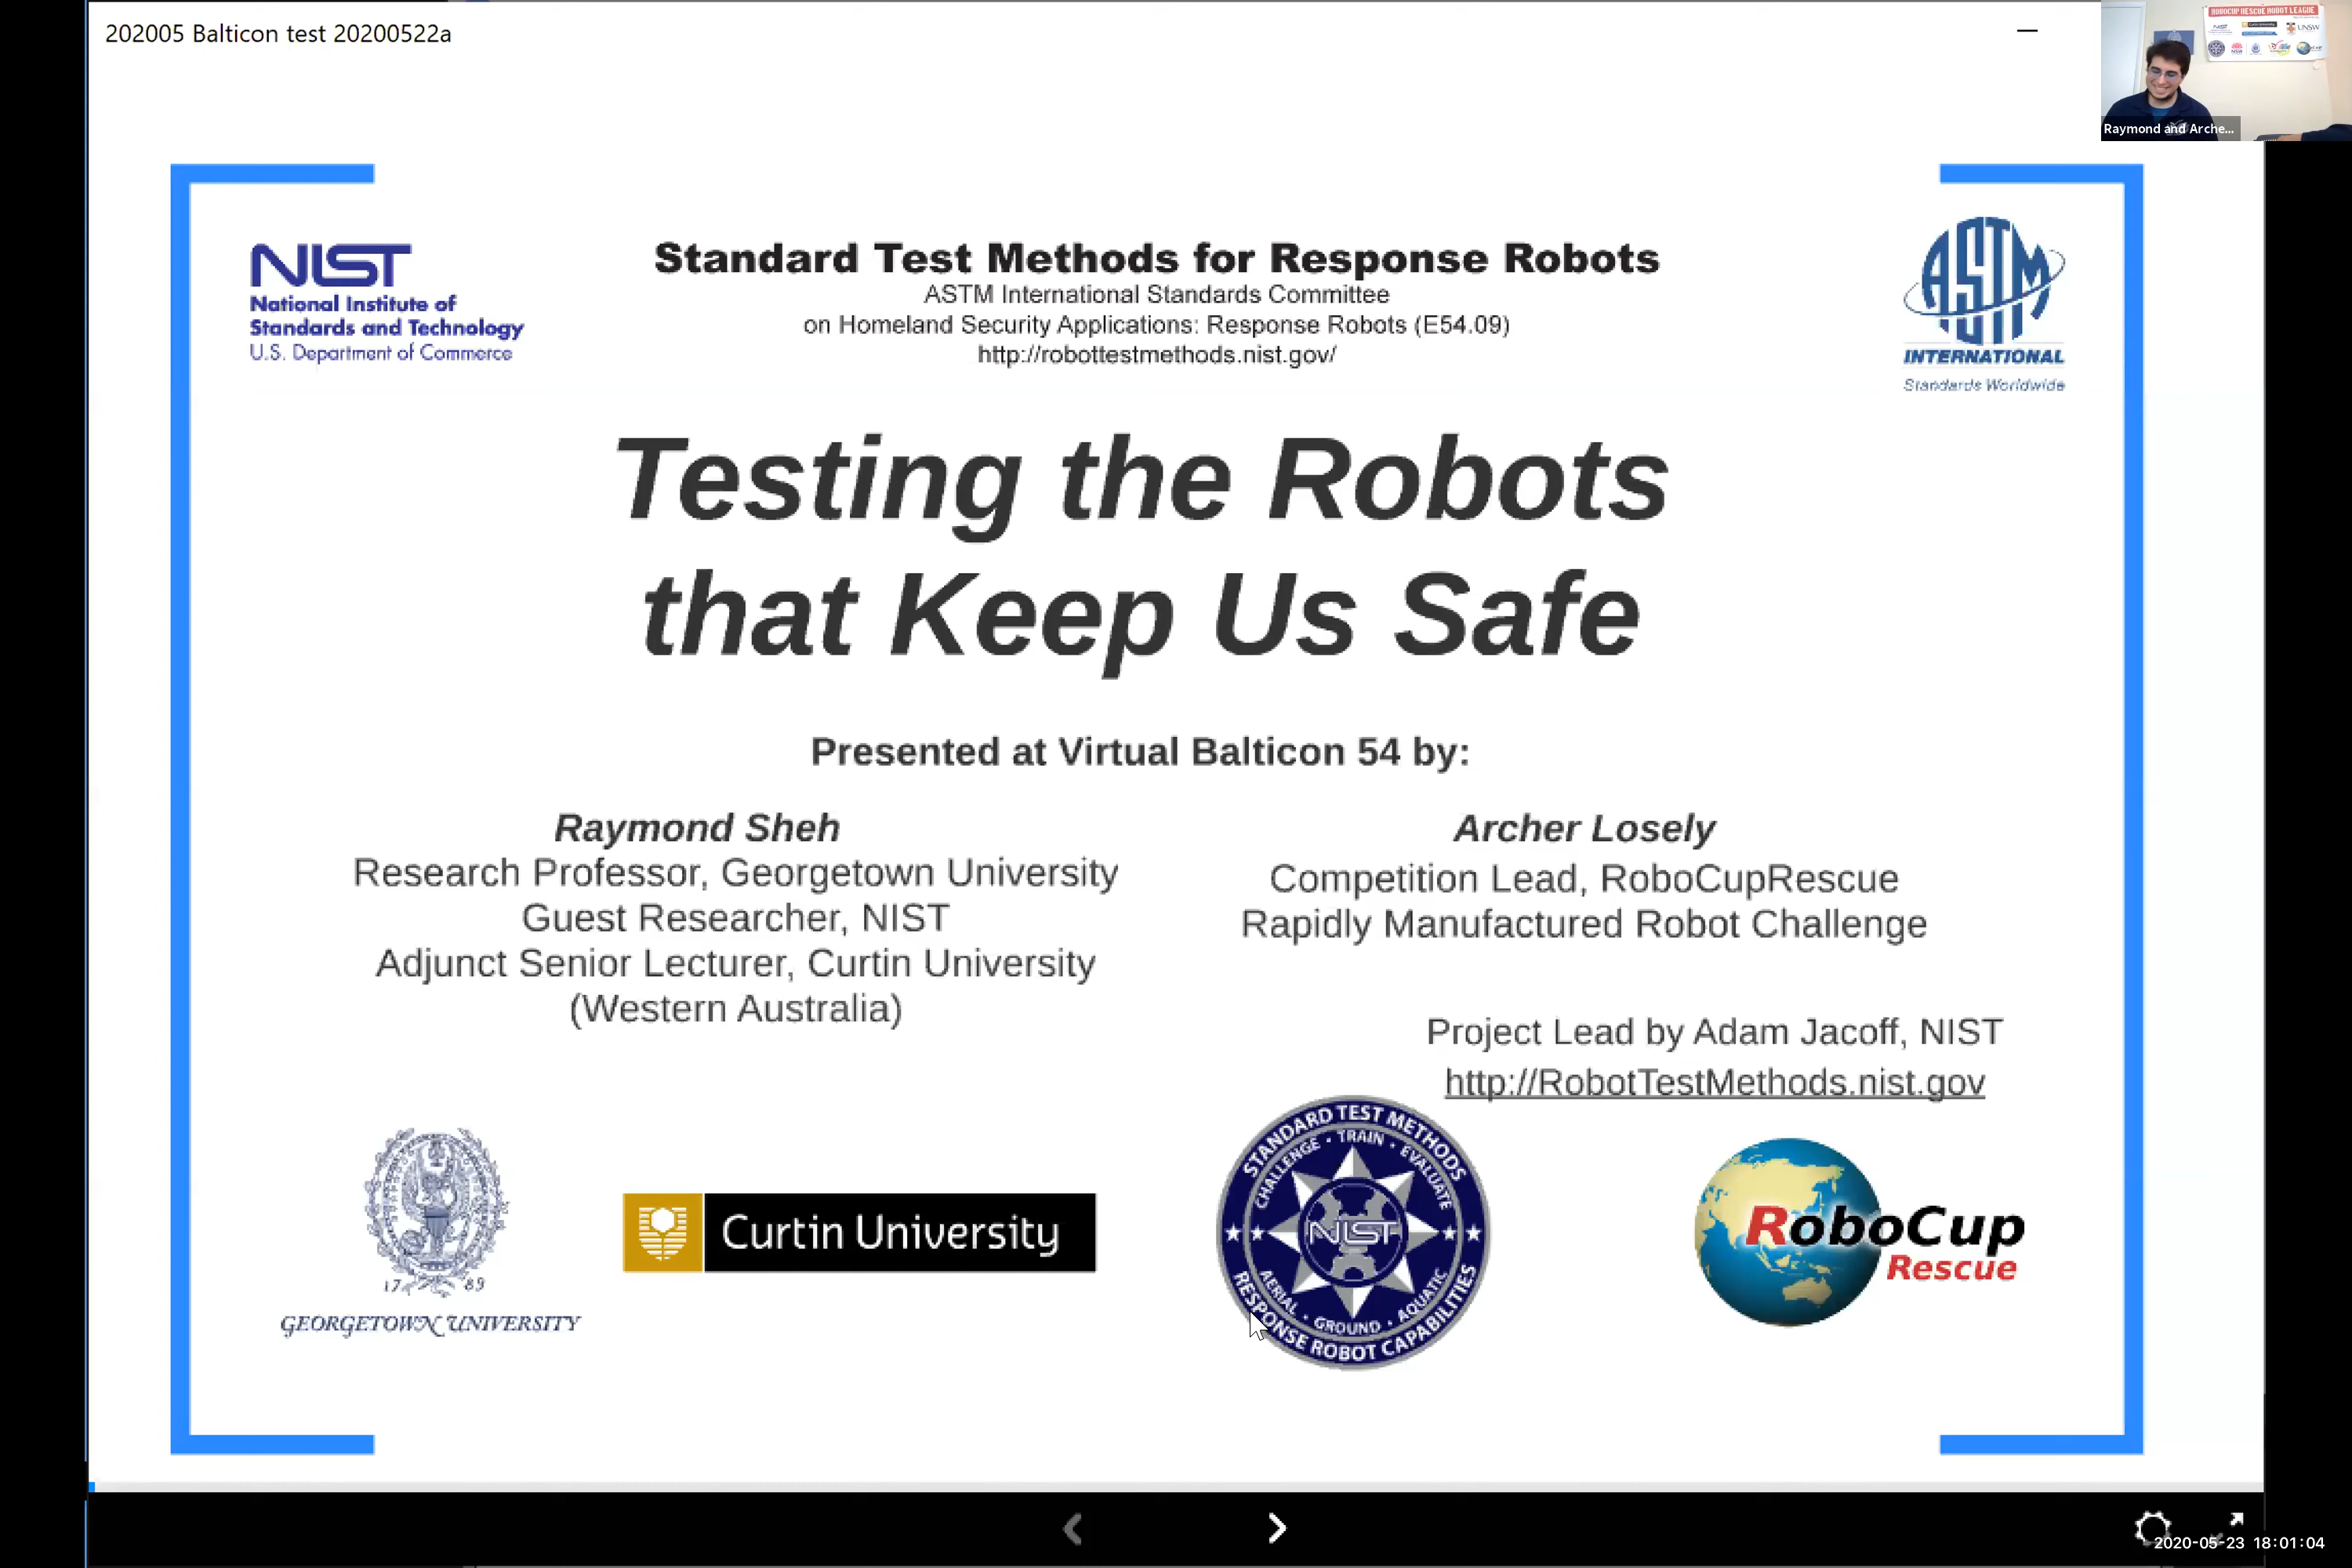 202005 Balticon test 20200522a
ROBOCUP RESCUE ROBOT LEAGUE
UNSW
Raymond and Arche...
NIST
National Institute of
Standards and Technology
U.S. Department of Commerce
Standard Test Methods for Response Robots
ASTM International Standards Committee
on Homeland Security Applications: Response Robots (E54.09)
http://robottestmethods.nist.gov/
ASTM
INTERNATIONAL
Standards Worldwide
Testing the Robots
that Keep Us Safe
Presented at Virtual Balticon 54 by:
Raymond Sheh
Research Professor, Georgetown University
Guest Researcher, NIST
Adjunct Senior Lecturer, Curtin University
(Western Australia)
Archer Losely
Competition Lead, RoboCupRescue
Rapidly Manufactured Robot Challenge
Project Lead by Adam Jacoff, NIST
http://RobotTestMethods.nist.gov
1789
GEORGETOWN UNIVERSITY
Curtin University
STANDARD TEST METHODS
CHALLENGE · TRAIN · EVALUATE
NIST
AERIAL · GROUND · AQUATIC
RESPONSE ROBOT CAPABILITIES
RoboCup
Rescue
2020-05-23 18:01:04